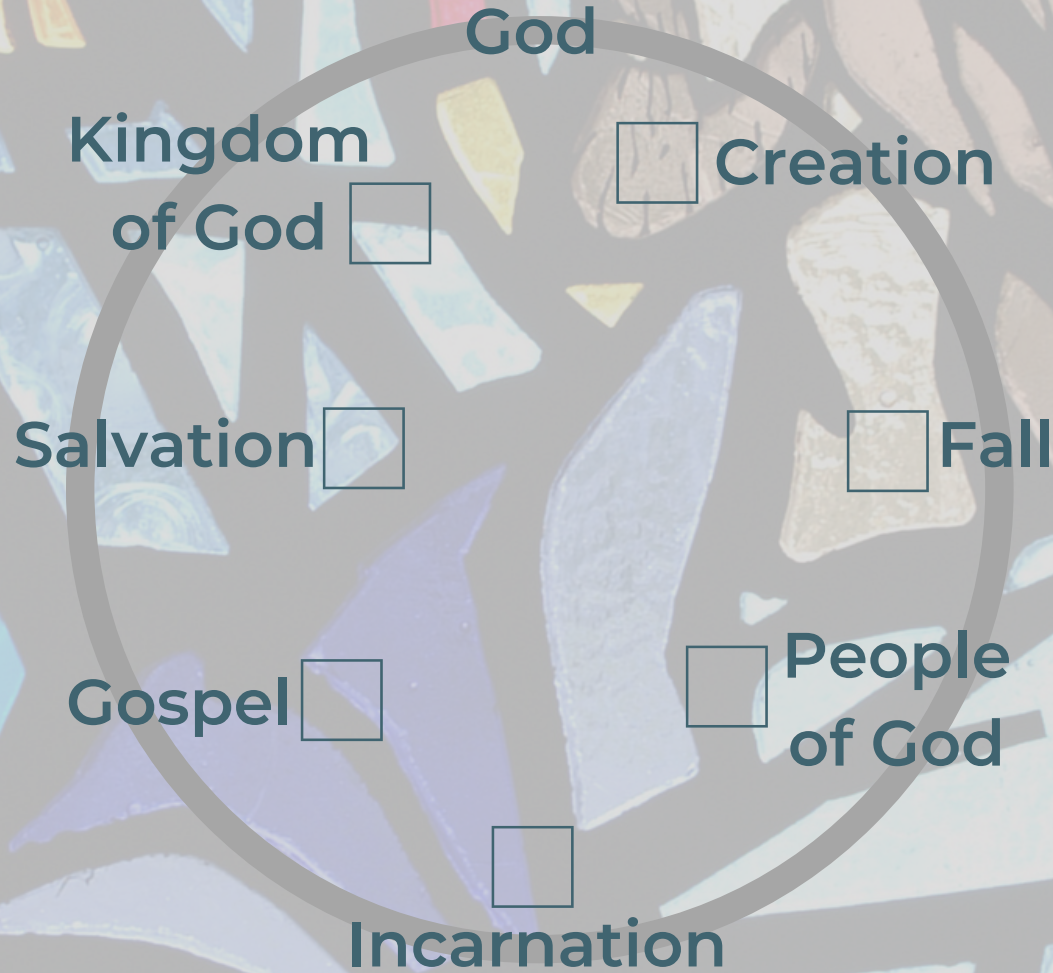 God
Kingdom
of God
Creation
Salvation
Fall
Gospel
People
of God
Incarnation